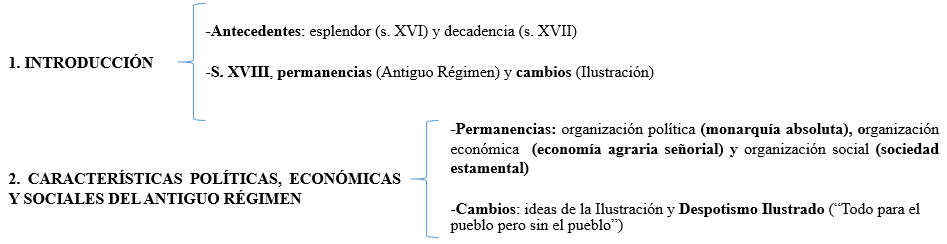 -Antecedentes: esplendor (s. XVI) y decadencia (s. XVII)
1. INTRODUCCIÓN
-S. XVIII, permanencias (Antiguo Régimen) y cambios (Ilustración)
-Permanencias: organización política (monarquía absoluta), organización
económica (economía agraria señorial) y organización social (sociedad
estamental)
2. CARACTERÍSTICAS POLÍTICAS, ECONÓMICAS
Y SOCIALES DEL ANTIGUO RÉGIMEN
-Cambios: ideas de la Ilustración y Despotismo Ilustrado (“Todo para el
pueblo pero sin el pueblo”)